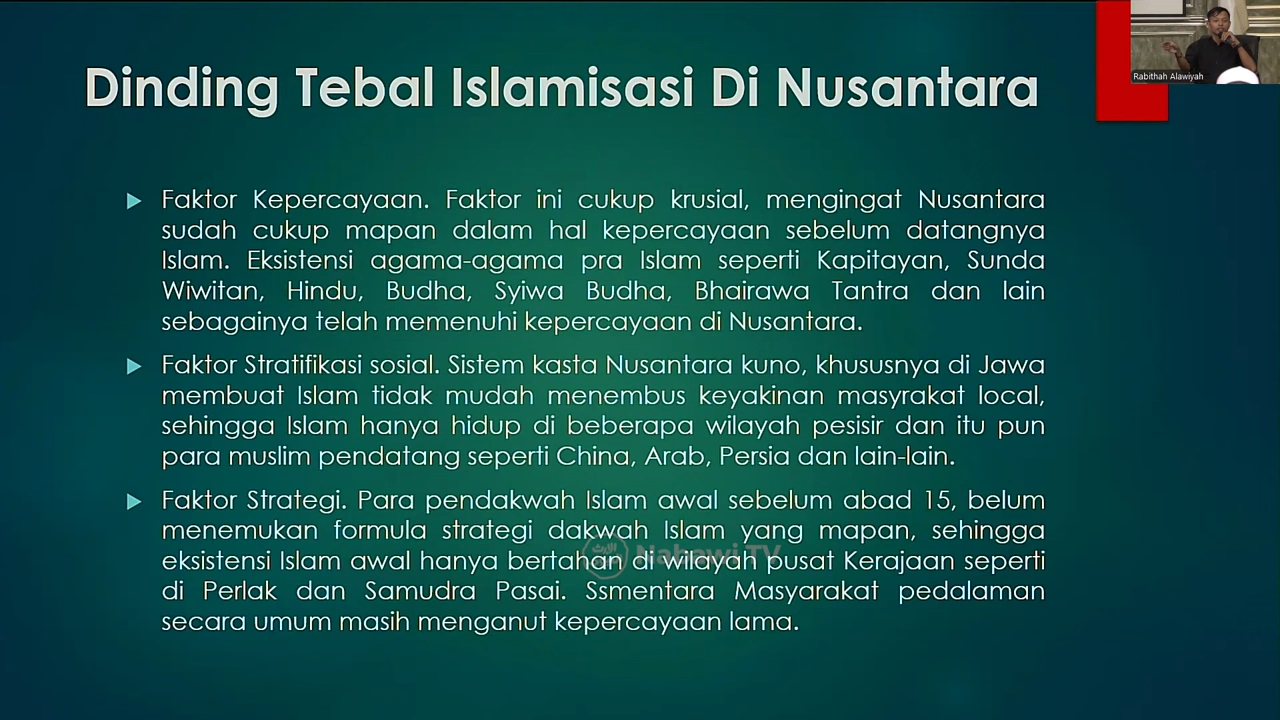 Dinding Tebal Islamisasi Di Nusantara
Rabithah Alawiyah
Faktor Kepercayaan. Faktor ini cukup krusial, mengingat Nusantara
sudah cukup mapan dalam hal kepercayaan sebelum datangnya
Islam. Eksistensi agama-agama pra Islam seperti Kapitayan, Sunda
Wiwitan, Hindu, Budha, Syiwa Budha, Bhairawa Tantra dan lain
sebagainya telah memenuhi kepercayaan di Nusantara.
Faktor Stratifikasi sosial. Sistem kasta Nusantara kuno, khususnya di Jawa
membuat Islam tidak mudah menembus keyakinan masyrakat local,
sehingga Islam hanya hidup di beberapa wilayah pesisir dan itu pun
para muslim pendatang seperti China, Arab, Persia dan lain-lain.
Faktor Strategi. Para pendakwah Islam awal sebelum abad 15, belum
menemukan formula strategi dakwah Islam yang mapan, sehingga
eksistensi Islam awal hanya bertahan di wilayah pusat Kerajaan seperti
di Perlak dan Samudra Pasai. Ssmentara Masyarakat pedalaman
secara umum masih menganut kepercayaan lama.
Nabawi TV